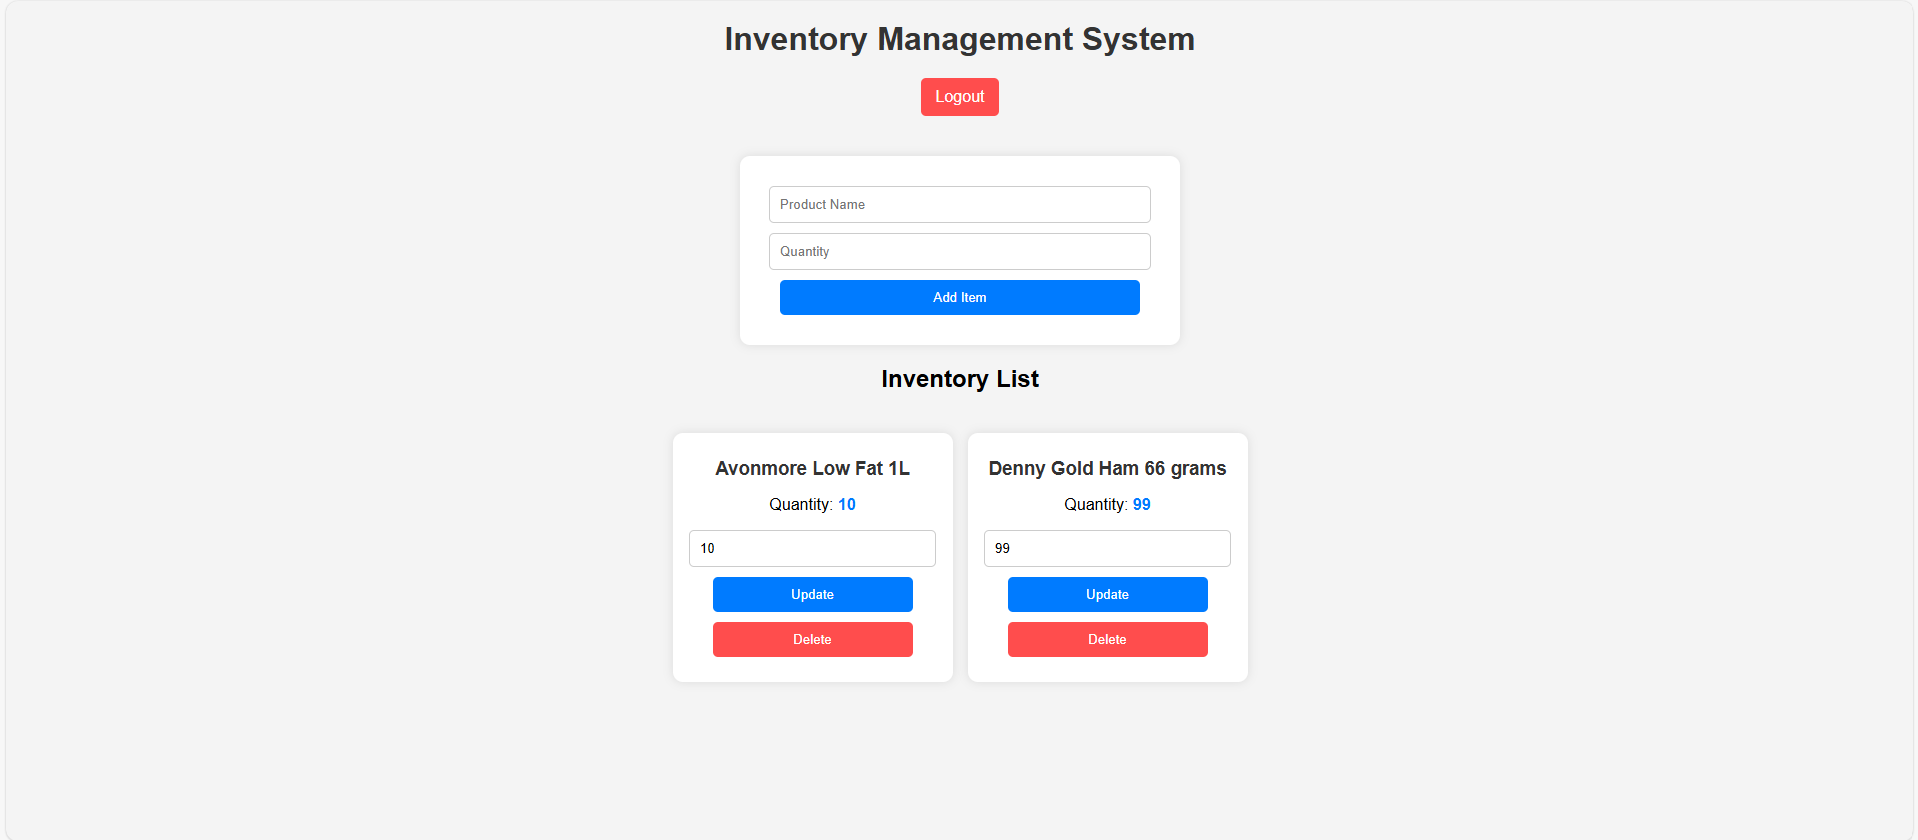 Inventory Management System
Logout
Product Name
Quantity
Add Item
Inventory List
Avonmore Low Fat 1L
Quantity: 10
10
Update
Delete
Denny Gold Ham 66 grams
Quantity: 99
99
Update
Delete